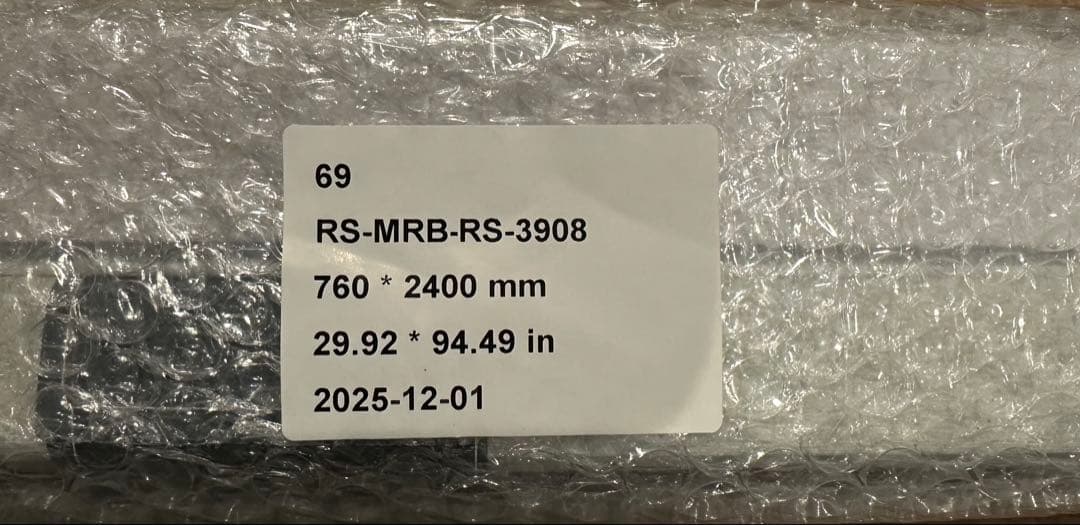 69
RS-MRB-RS-3908
760 * 2400 mm
29.92 * 94.49 in
2025-12-01